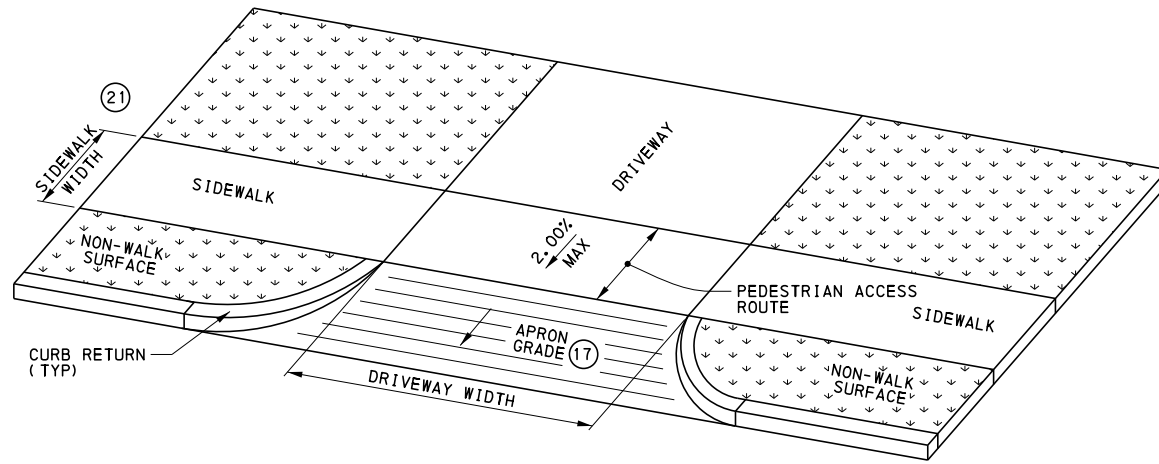 21
SIDEWALK
WIDTH
SIDEWALK
DRIVEWAY
NON-WALK
SURFACE
2.00%
MAX
PEDESTRIAN ACCESS
ROUTE
SIDEWALK
CURB RETURN
(TYP)
APRON
GRADE 17
DRIVEWAY WIDTH
NON-WALK
SURFACE